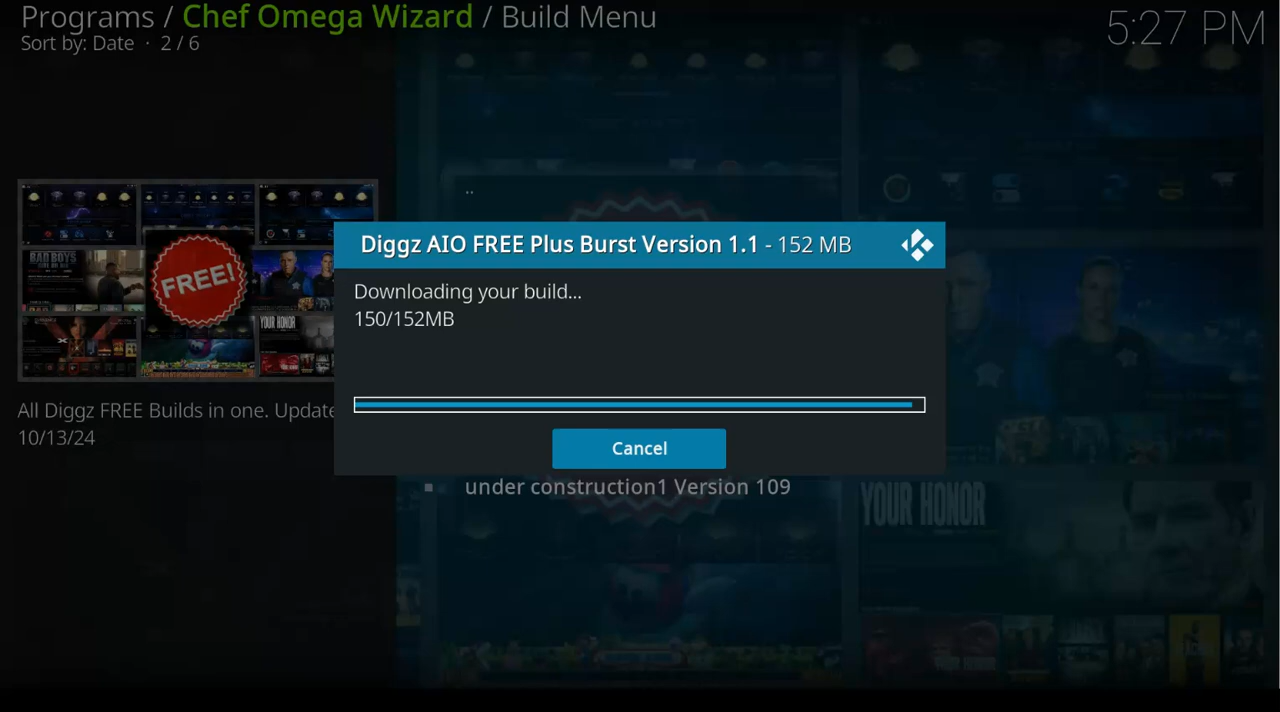 Programs / Chef Omega Wizard / Build Menu
Sort by: Date · 2 / 6
5:27 PM
..
Diggz AIO FREE Plus Burst Version 1.1 - 152 MB
Downloading your build...
150/152MB
Cancel
BAD BOYS
FREE!
YOUR HONOR
All Diggz FREE Builds in one. Update
10/13/24
under construction1 Version 109
YOUR HONOR